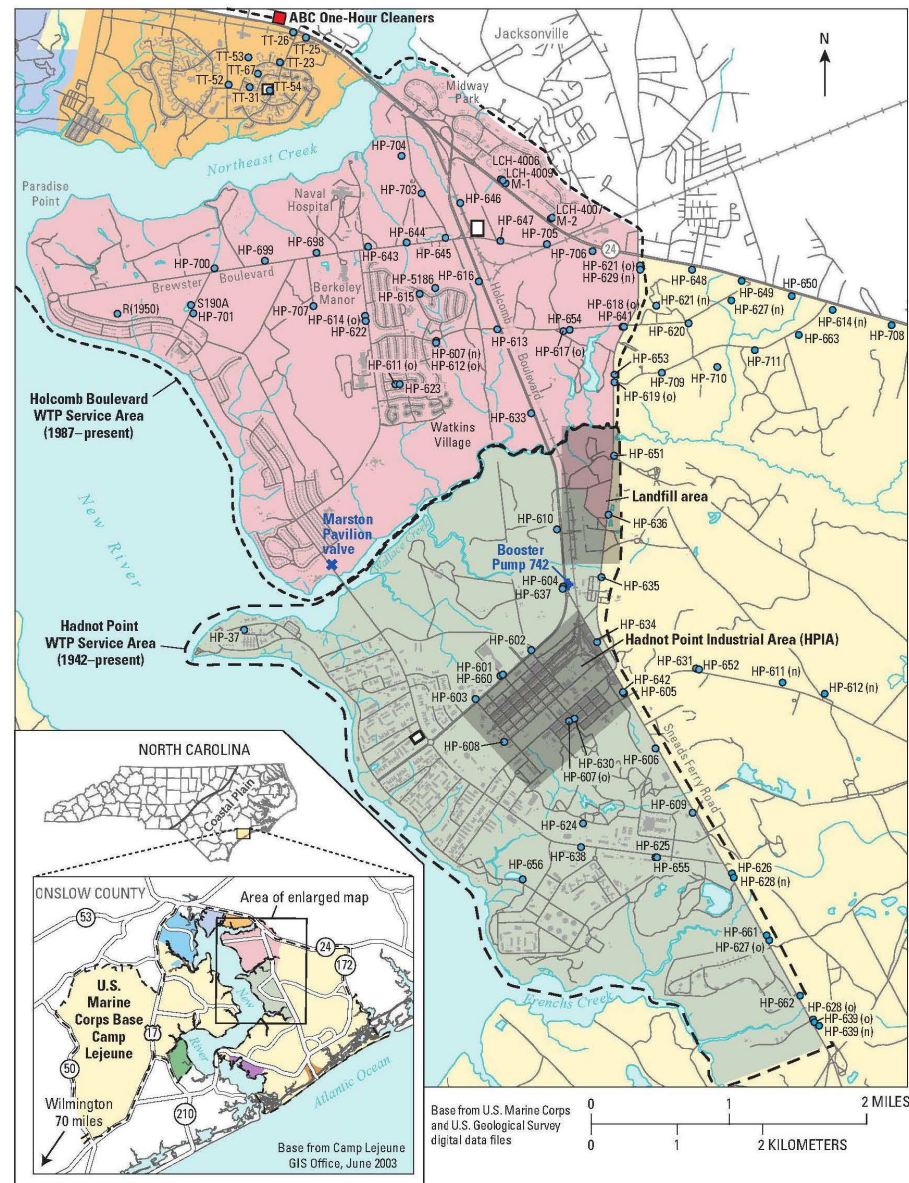 ABC One-Hour Cleaners
TT-26
TT-25
TT-53
TT-23
TT-67
TT-52
TT-54
TT-31
Jacksonville
N
Midway
Park
Northeast Creek
HP-704
LCH-4006
LCH-4009
M-1
Paradise
Point
Naval
Hospital
HP-703
HP-646
LCH-4007
M-2
HP-644
HP-647
HP-705
24
HP-698
HP-699
HP-700
HP-643
HP-645
HP-706
Brewster
Boulevard
Berkeley
Manor
HP-5186
HP-616
Holcomb
HP-621 (o)
HP-629 (n)
HP-648
HP-650
HP-649
HP-615
S190A
R(1950)
HP-701
HP-707
HP-614 (o)
HP-622
HP-618 (o)
HP-621 (n)
HP-627 (n)
HP-614 (n)
HP-654
HP-641
HP-620
HP-663
HP-708
HP-613
HP-617 (o)
HP-607 (n)
HP-612 (o)
HP-611 (o)
HP-623
HP-653
HP-711
HP-710
HP-709
HP-619 (o)
Boulevard
Holcomb Boulevard
WTP Service Area
(1987–present)
HP-633
Watkins
Village
HP-651
Landfill area
New
River
Marston
Pavilion
valve
Wallace Creek
HP-610
HP-636
Booster
Pump 742
HP-604
HP-637
HP-635
Hadnot Point
WTP Service Area
(1942–present)
HP-37
HP-602
HP-634
Hadnot Point Industrial Area (HPIA)
HP-601
HP-660
HP-603
HP-631
HP-652
HP-611 (n)
HP-612 (n)
HP-642
HP-605
Sneads Ferry Road
HP-608
HP-630
HP-607 (o)
HP-606
HP-609
HP-624
HP-638
HP-625
HP-655
HP-656
HP-626
HP-628 (n)
HP-661
HP-627 (o)
Frenchs Creek
HP-662
HP-628 (o)
HP-639 (o)
HP-639 (n)
NORTH CAROLINA
Coastal Plain
ONSLOW COUNTY
Area of enlarged map
53
24
172
U.S.
Marine
Corps Base
Camp
Lejeune
17
New
River
50
210
Atlantic Ocean
Wilmington
70 miles
Base from Camp Lejeune
GIS Office, June 2003
Base from U.S. Marine Corps
and U.S. Geological Survey
digital data files
0 1 2 MILES
0 1 2 KILOMETERS